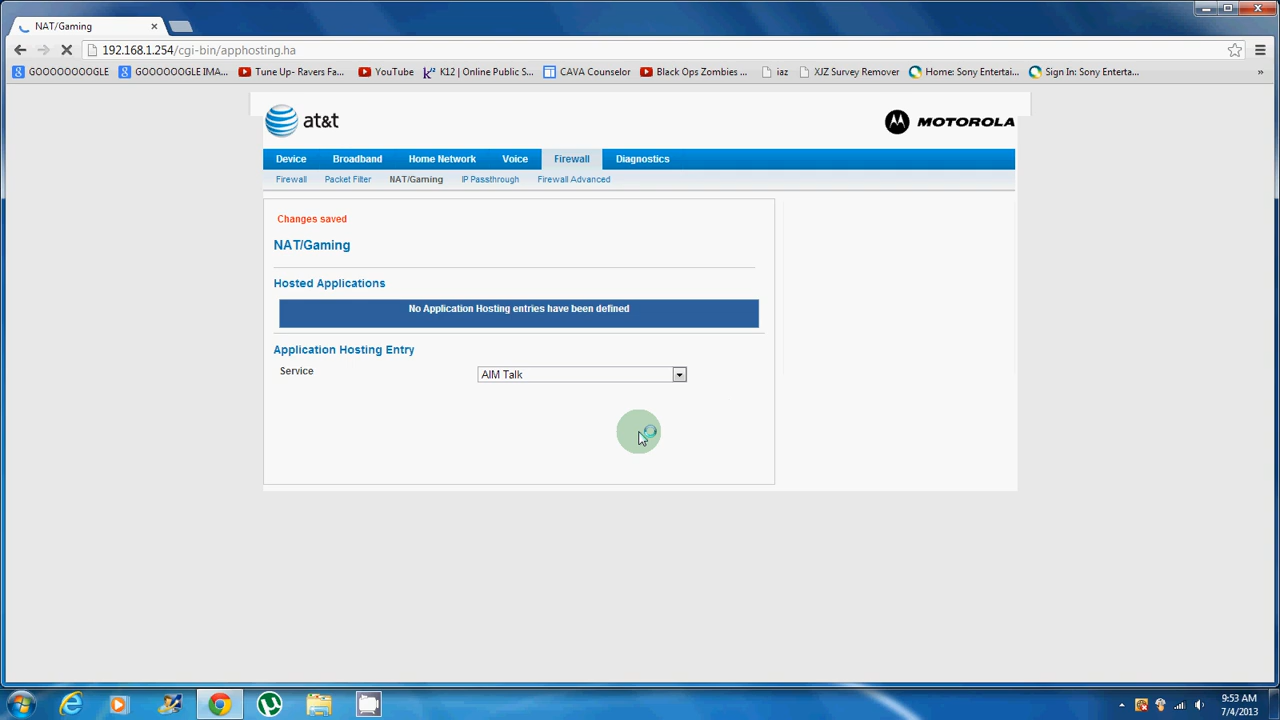 NAT/Gaming
192.168.1.254/cgi-bin/apphosting.ha
GOOOOOOOOGLE
GOOOOOOGLE IMA...
Tune Up- Ravers Fa...
YouTube
K12 | Online Public S...
CAVA Counselor
Black Ops Zombies ...
iaz
XJZ Survey Remover
Home: Sony Entertai...
Sign In: Sony Enterta...
»
at&t
MOTOROLA
Device Broadband Home Network Voice Firewall Diagnostics
Firewall Packet Filter NAT/Gaming IP Passthrough Firewall Advanced
Changes saved
NAT/Gaming
Hosted Applications
No Application Hosting entries have been defined
Application Hosting Entry
Service AIM Talk
9:53 AM
7/4/2013